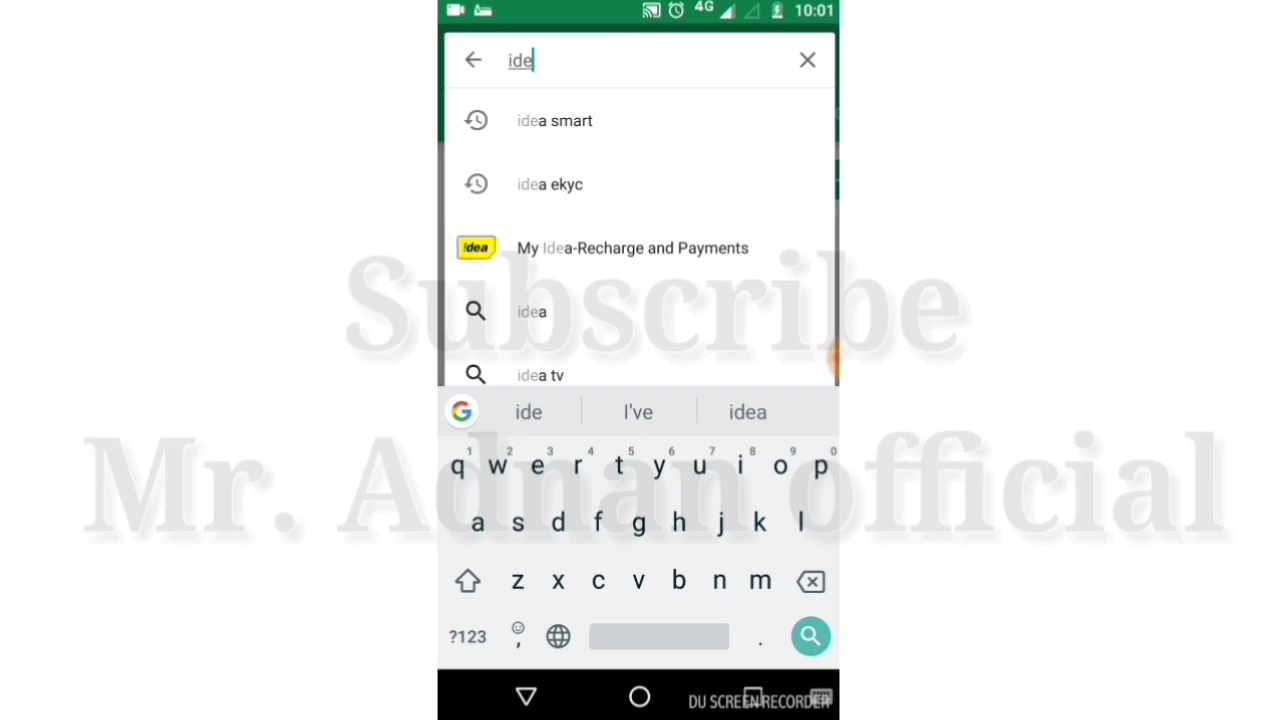 4G 10:01
ide
idea smart
idea ekyc
!dea My Idea-Recharge and Payments
idea
idea tv
Subscribe
Mr. Adnan official
G ide I've idea
1 2 3 4 5 6 7 8 9 0
q w e r t y u i o p
a s d f g h j k l
z x c v b n m
?123 , .
DU SCREEN RECORDER